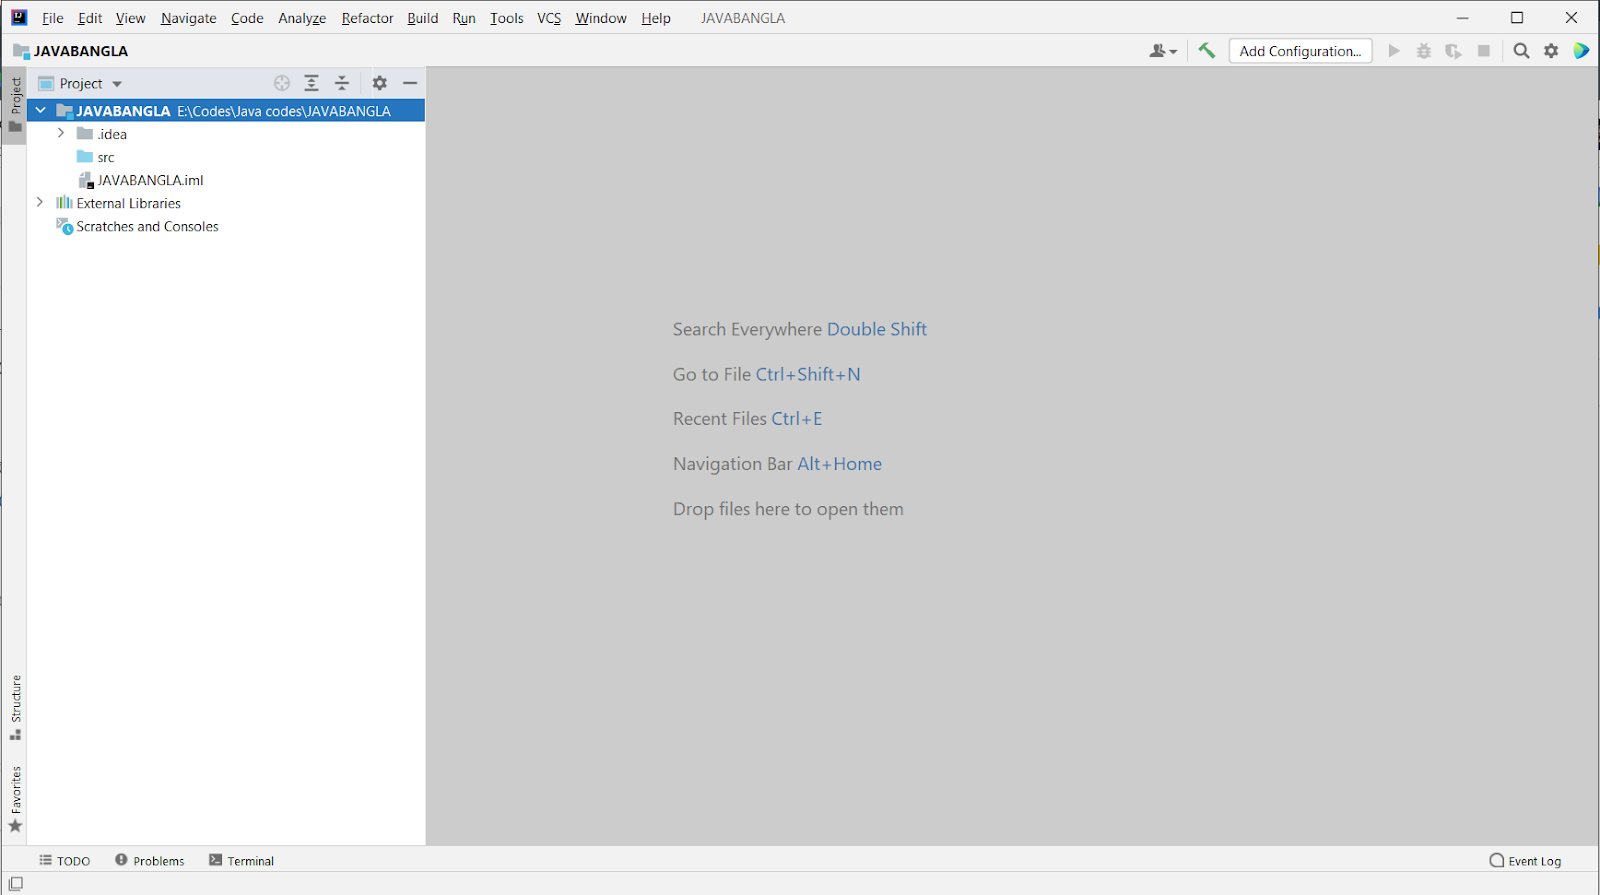 File Edit View Navigate Code Analyze Refactor Build Run Tools VCS Window Help JAVABANGLA
JAVABANGLA
Add Configuration...
Project
Project
JAVABANGLA E:\Codes\Java codes\JAVABANGLA
.idea
src
JAVABANGLA.iml
External Libraries
Scratches and Consoles
Search Everywhere Double Shift
Go to File Ctrl+Shift+N
Recent Files Ctrl+E
Navigation Bar Alt+Home
Drop files here to open them
Structure
Favorites
TODO Problems Terminal Event Log